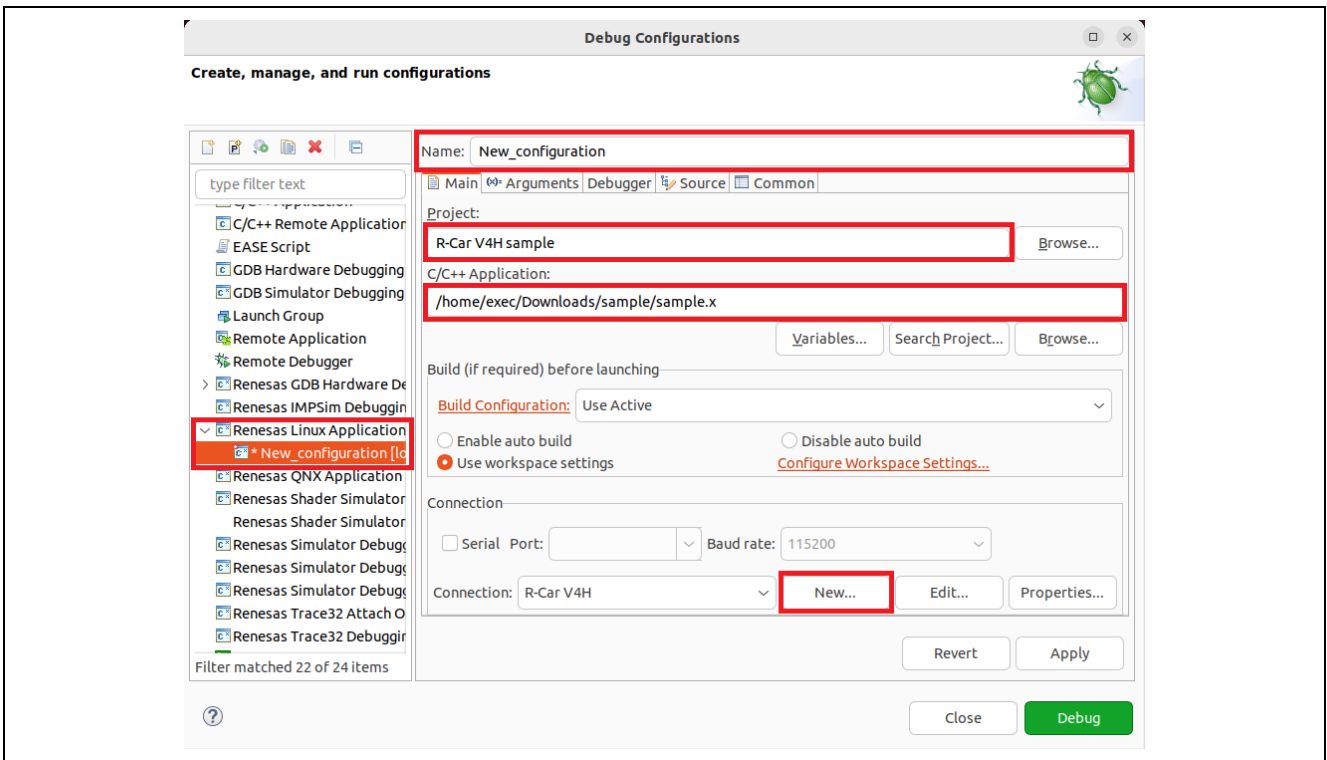 Debug Configurations
Create, manage, and run configurations
type filter text
C/C++ Remote Application
EASE Script
GDB Hardware Debugging
GDB Simulator Debugging
Launch Group
Remote Application
Remote Debugger
Renesas GDB Hardware De
Renesas IMPSim Debuggin
Renesas Linux Application
* New_configuration [lo
Renesas QNX Application
Renesas Shader Simulator
Renesas Shader Simulator
Renesas Simulator Debugg
Renesas Simulator Debugg
Renesas Simulator Debugg
Renesas Trace32 Attach O
Renesas Trace32 Debuggin
Filter matched 22 of 24 items
Name: New_configuration
Main Arguments Debugger Source Common
Project:
R-Car V4H sample Browse...
C/C++ Application:
/home/exec/Downloads/sample/sample.x
Variables... Search Project... Browse...
Build (if required) before launching
Build Configuration: Use Active
Enable auto build Disable auto build
Use workspace settings Configure Workspace Settings...
Connection
Serial Port: Baud rate: 115200
Connection: R-Car V4H New... Edit... Properties...
Revert Apply
Close Debug